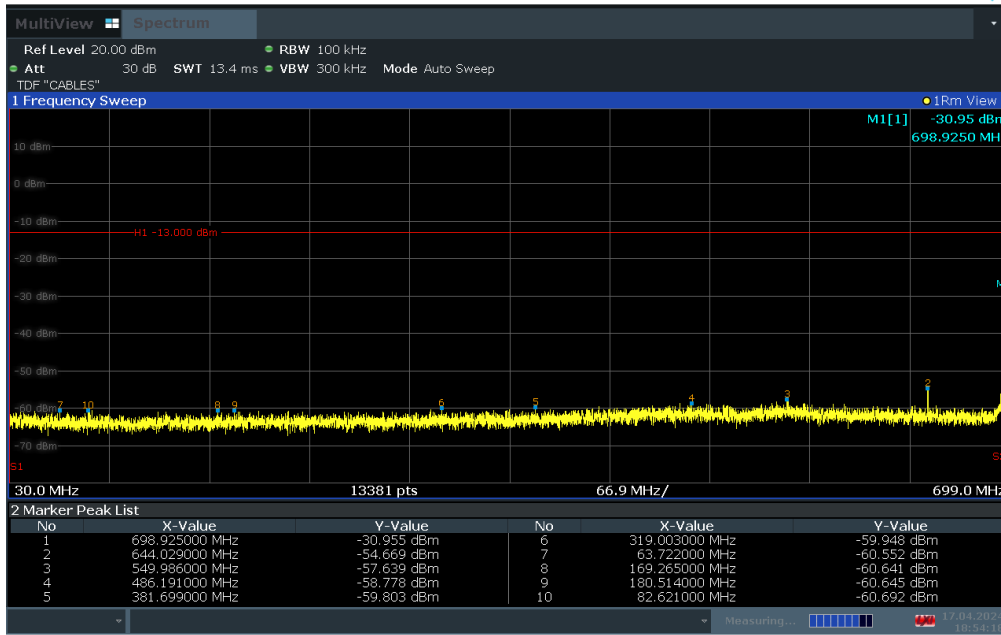 MultiView Spectrum
Ref Level 20.00 dBm RBW 100 kHz
Att 30 dB SWT 13.4 ms VBW 300 kHz Mode Auto Sweep
TDF "CABLES"
1 Frequency Sweep 1Rm View
M1[1] -30.95 dBm
698.9250 MH
10 dBm
0 dBm
-10 dBm
H1 -13.000 dBm
-20 dBm
-30 dBm
M
-40 dBm
-50 dBm
2
3
4
7 10 8 9 6 5
-60 dBm
-70 dBm
S1
30.0 MHz 13381 pts 66.9 MHz/ 699.0 MHz
2 Marker Peak List
No X-Value Y-Value No X-Value Y-Value
1 698.925000 MHz -30.955 dBm 6 319.003000 MHz -59.948 dBm
2 644.029000 MHz -54.669 dBm 7 63.722000 MHz -60.552 dBm
3 549.986000 MHz -57.639 dBm 8 169.265000 MHz -60.641 dBm
4 486.191000 MHz -58.778 dBm 9 180.514000 MHz -60.645 dBm
5 381.699000 MHz -59.803 dBm 10 82.621000 MHz -60.692 dBm
Measuring...